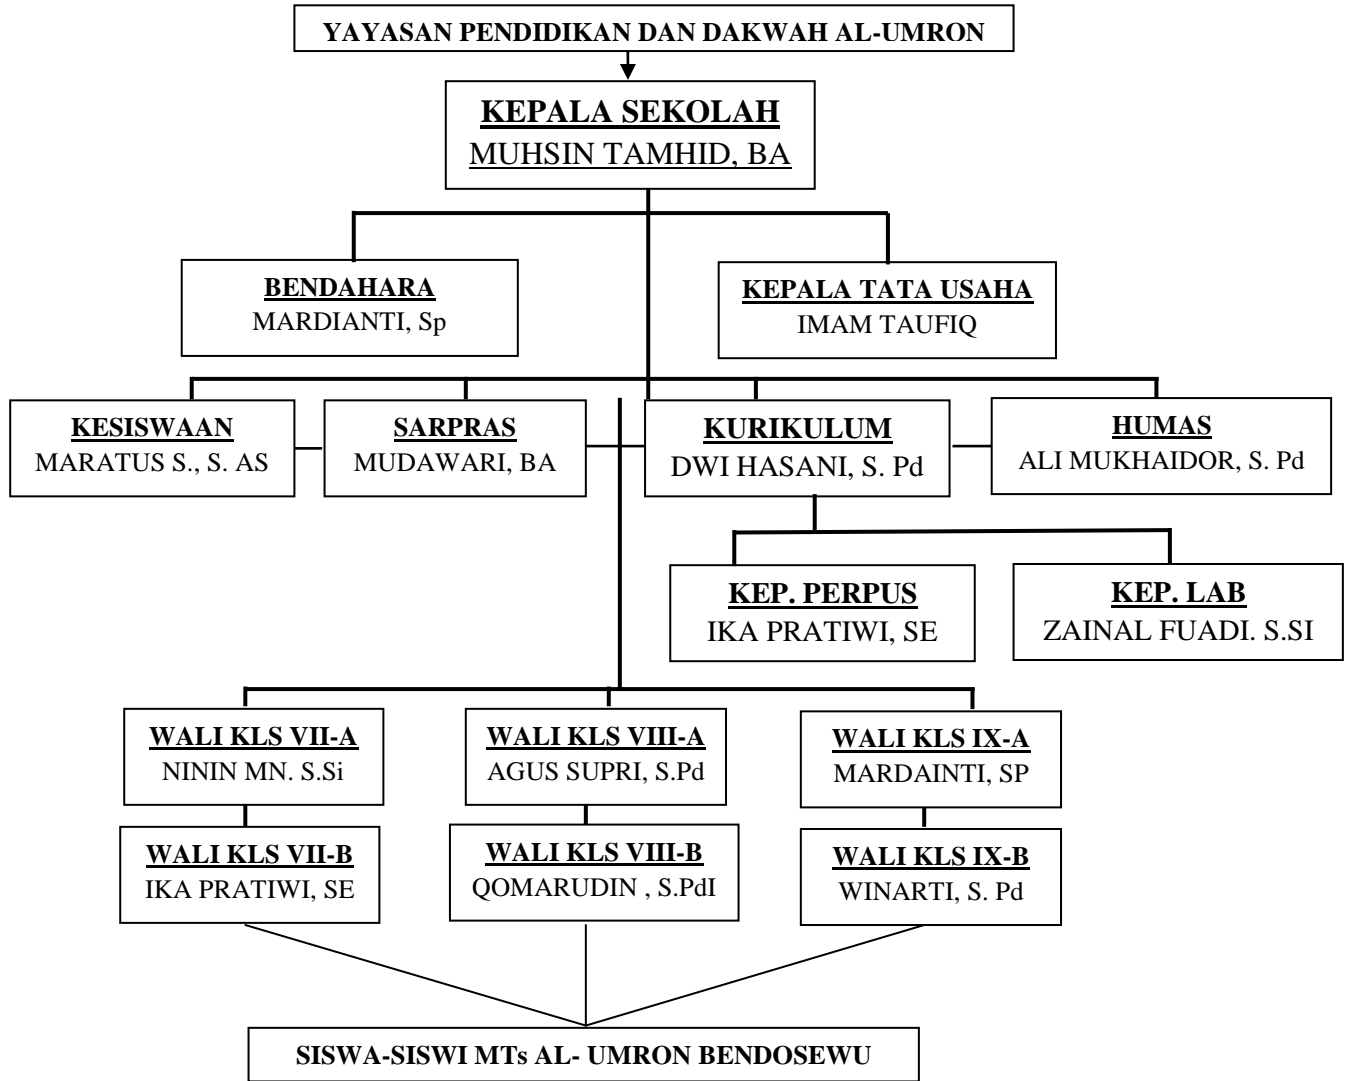 YAYASAN PENDIDIKAN DAN DAKWAH AL-UMRON
KEPALA SEKOLAH
MUHSIN TAMHID, BA
BENDAHARA
MARDIANTI, Sp
KEPALA TATA USAHA
IMAM TAUFIQ
KESISWAAN
MARATUS S., S. AS
SARPRAS
MUDAWARI, BA
KURIKULUM
DWI HASANI, S. Pd
HUMAS
ALI MUKHAIDOR, S. Pd
KEP. PERPUS
IKA PRATIWI, SE
KEP. LAB
ZAINAL FUADI. S.SI
WALI KLS VII-A
NININ MN. S.Si
WALI KLS VIII-A
AGUS SUPRI, S.Pd
WALI KLS IX-A
MARDAINTI, SP
WALI KLS VII-B
IKA PRATIWI, SE
WALI KLS VIII-B
QOMARUDIN , S.PdI
WALI KLS IX-B
WINARTI, S. Pd
SISWA-SISWI MTs AL- UMRON BENDOSEWU